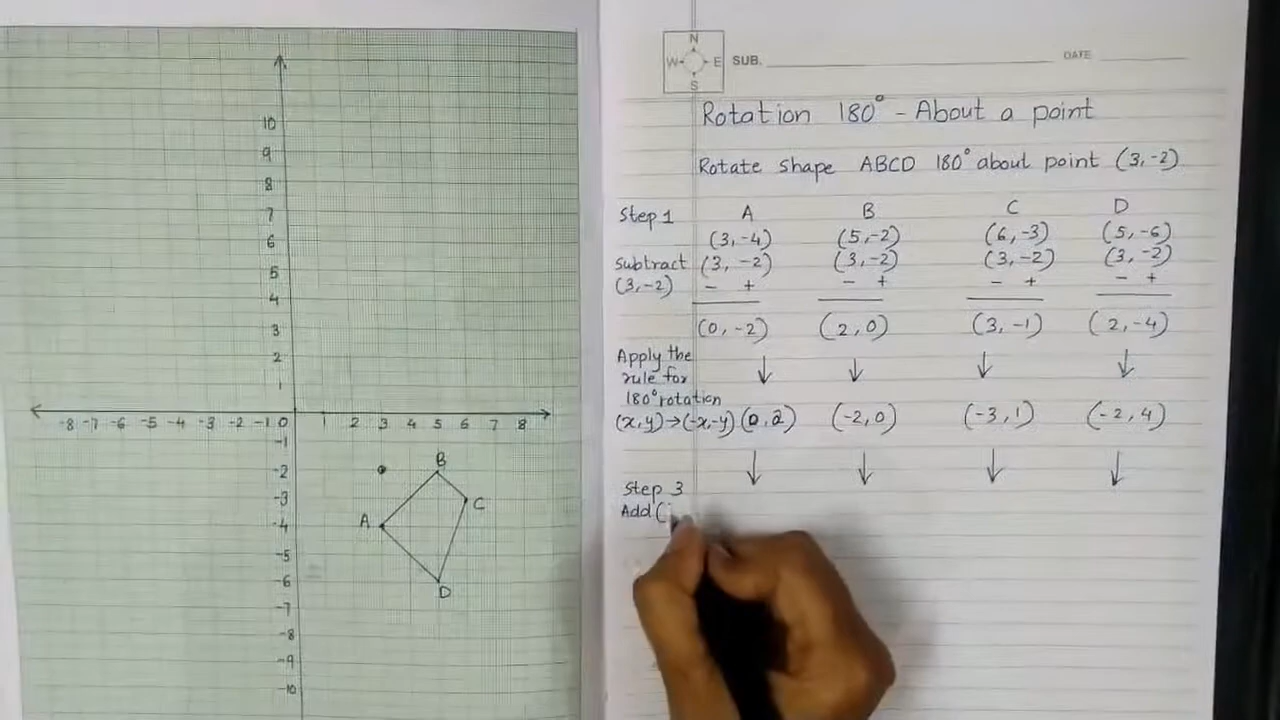 10
9
8
7
6
5
4
3
2
1
-8 -7 -6 -5 -4 -3 -2 -1 0 1 2 3 4 5 6 7 8
-1
-2
-3
-4
-5
-6
-7
-8
-9
-10
B
C
A
D
N
W E
S
SUB. DATE
Rotation 180° - About a point
Rotate shape ABCD 180° about point (3,-2)
Step 1 A B C D
(3,-4) (5,-2) (6,-3) (5,-6)
subtract (3,-2) (3,-2) (3,-2) (3,-2)
(3,-2) - + - + - + - +
(0,-2) (2,0) (3,-1) (2,-4)
Apply the ↓ ↓ ↓ ↓
rule for
180° rotation
(x,y)→(-x,-y) (0,2) (-2,0) (-3,1) (-2,4)
↓ ↓ ↓ ↓
Step 3
Add (